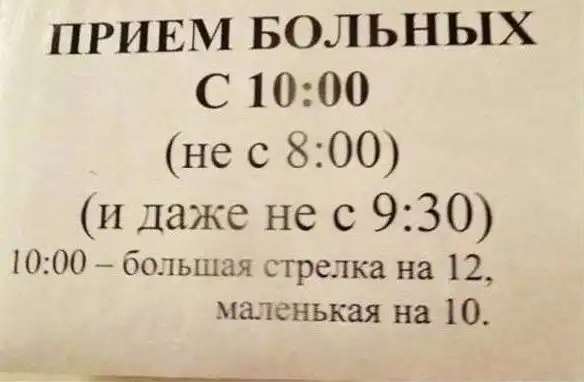 ПРИЕМ БОЛЬНЫХ
С 10:00
(не с 8:00)
(и даже не с 9:30)
10:00 – большая стрелка на 12,
маленькая на 10.